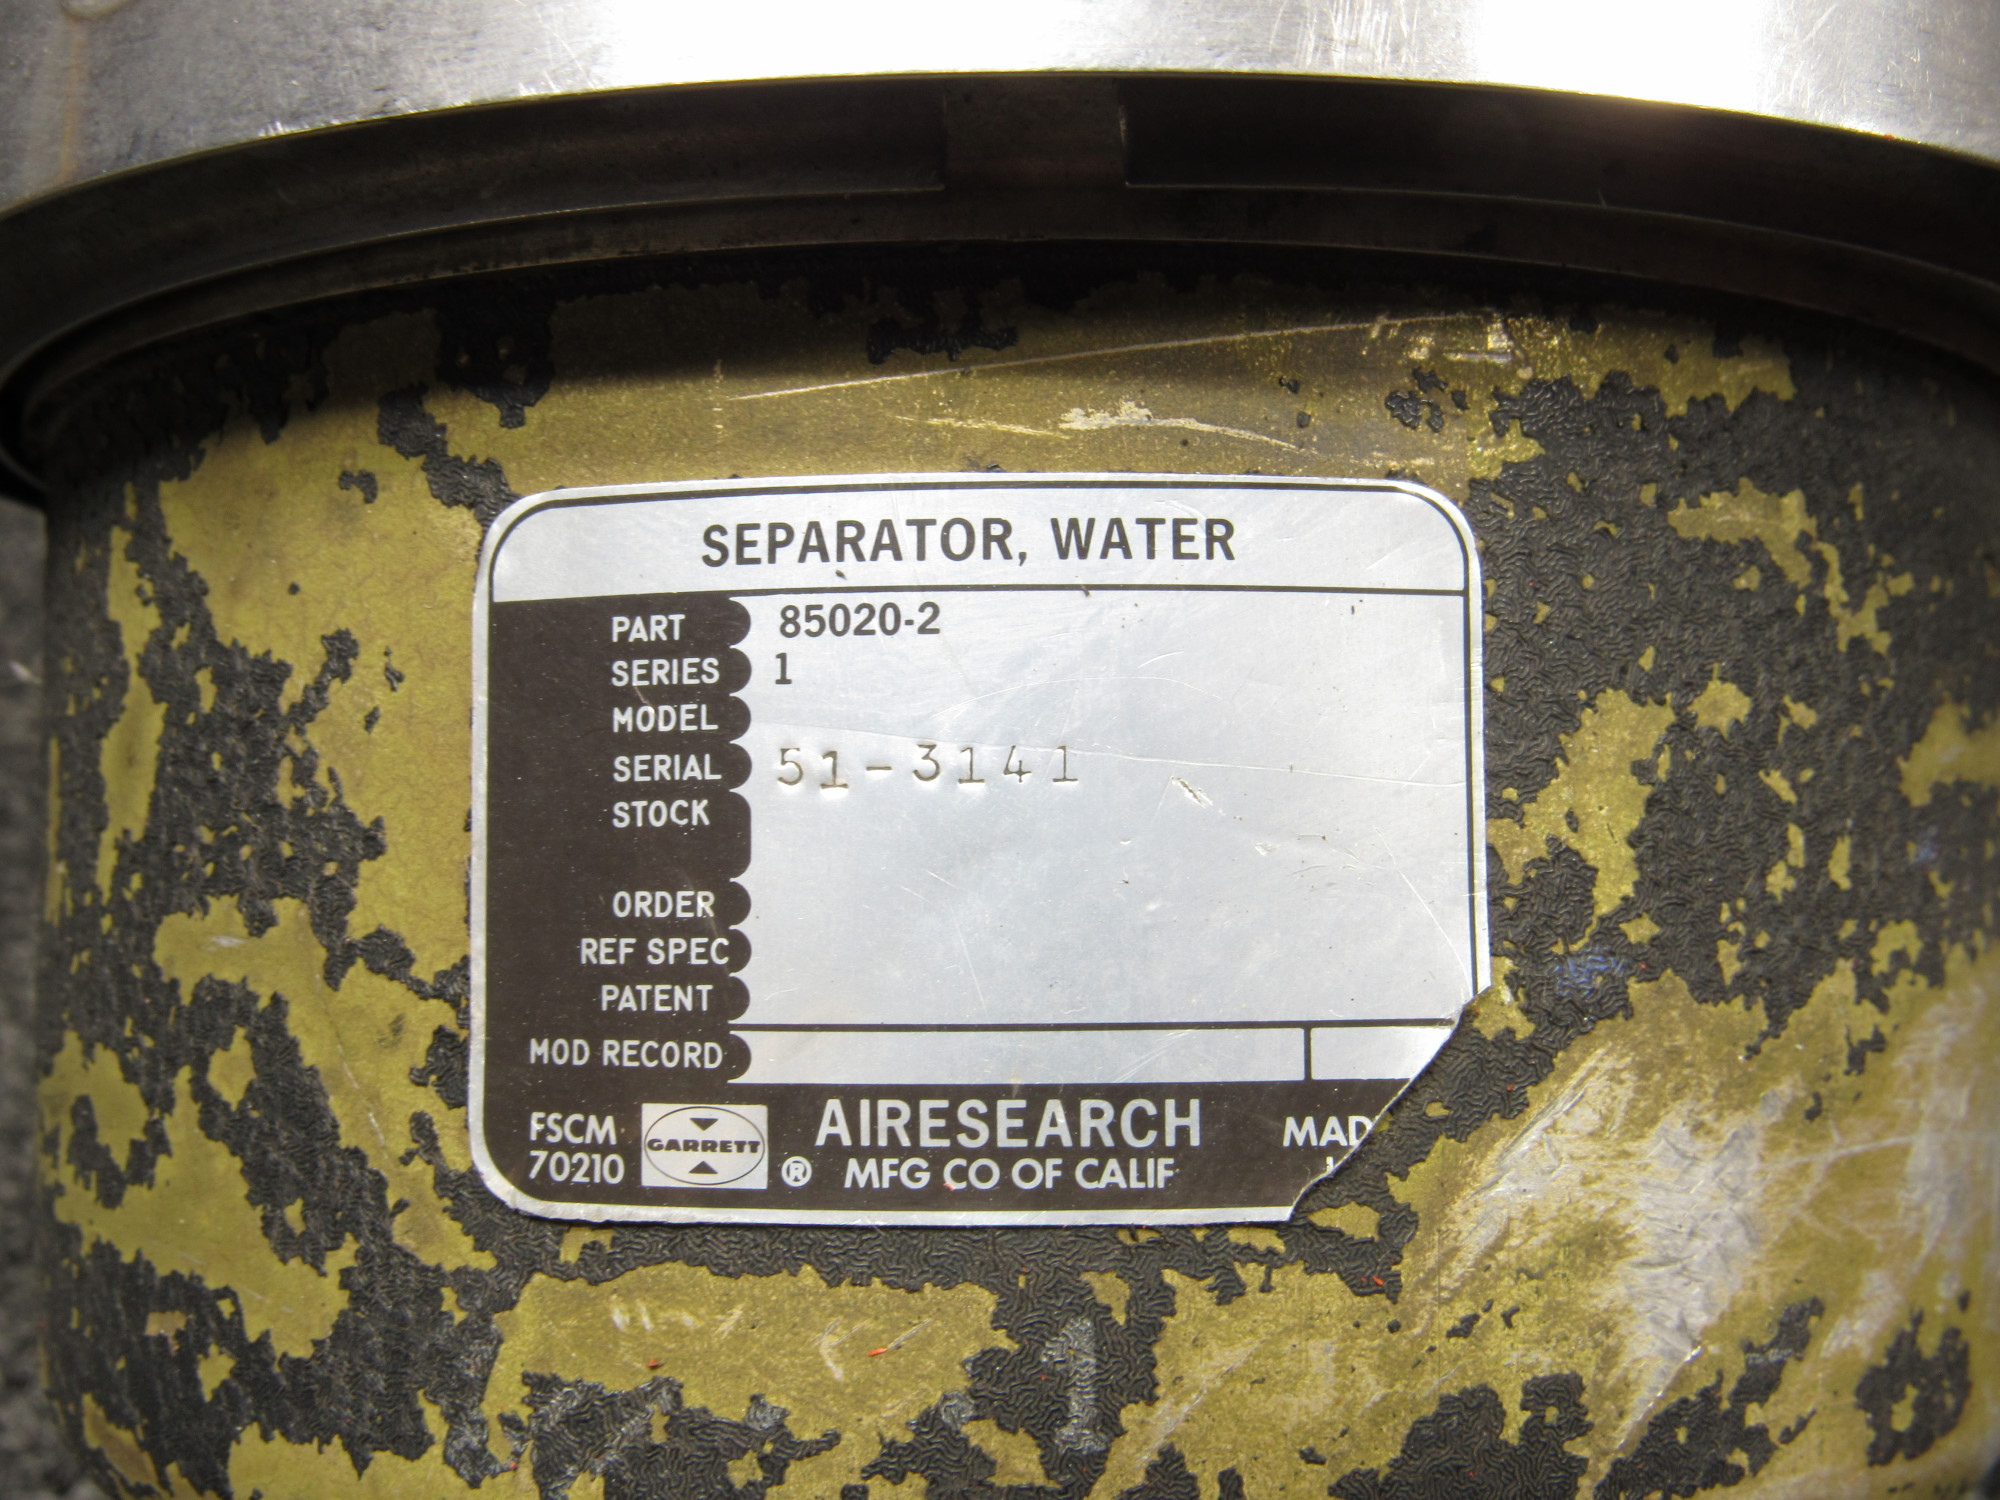 SEPARATOR, WATER
PART 85020-2
SERIES 1
MODEL
SERIAL 51-3141
STOCK
ORDER
REF SPEC
PATENT
MOD RECORD
FSCM
70210
GARRETT
®
AIRESEARCH
MFG CO OF CALIF
MAD